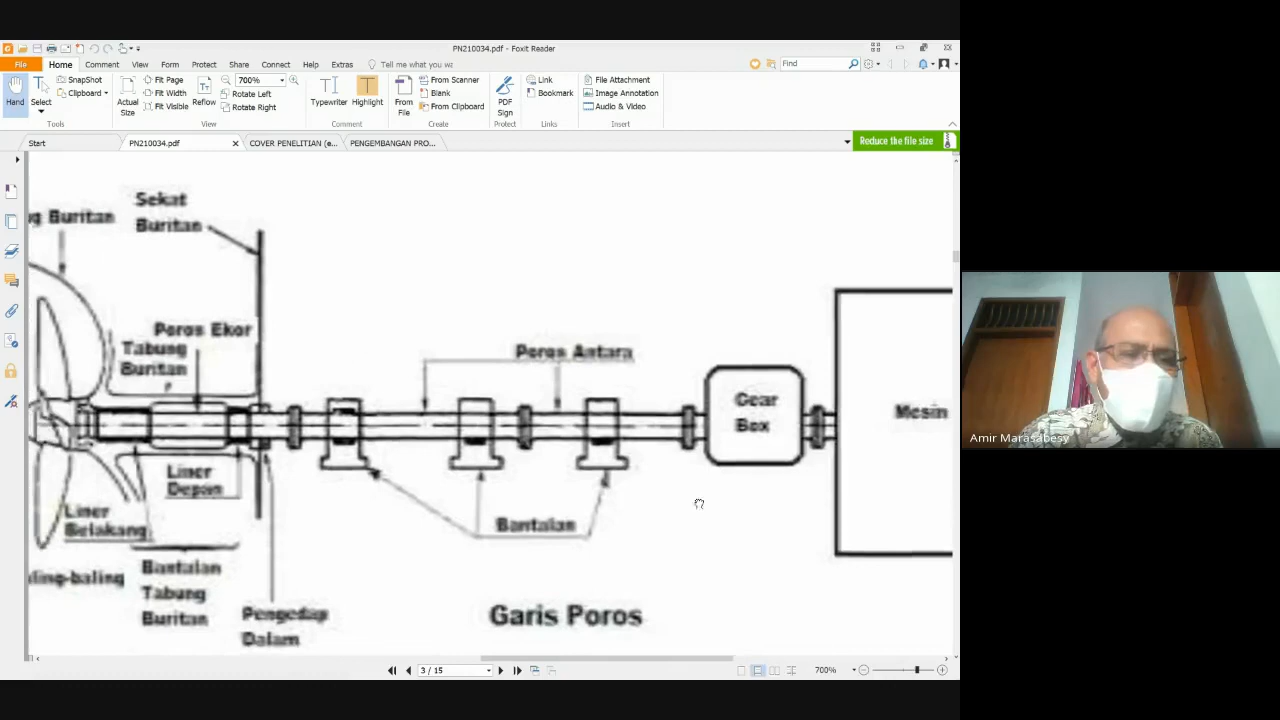 PN210034.pdf - Foxit Reader
File Home Comment View Form Protect Share Connect Help Extras Tell me what you wa Find
Hand
Select
SnapShot
Clipboard
Actual Size
Fit Page
Fit Width
Fit Visible
Reflow
700%
Rotate Left
Rotate Right
Typewriter
Highlight
From File
From Scanner
Blank
From Clipboard
PDF Sign
Link
Bookmark
File Attachment
Image Annotation
Audio & Video
Tools View Comment Create Protect Links Insert
Start PN210034.pdf COVER PENELITIAN (e... PENGEMBANGAN PRO... Reduce the file size
Sekat
Buritan
g Buritan
Poros Ekor
Tabung
Buritan
Poros Antara
Gear
Box
Mesin
Liner
Depan
Liner
Belakang
Bantalan
ling-baling
Bantalan
Tabung
Buritan
Pengedap
Dalam
Garis Poros
3 / 15
700%
Amir Marasabesy